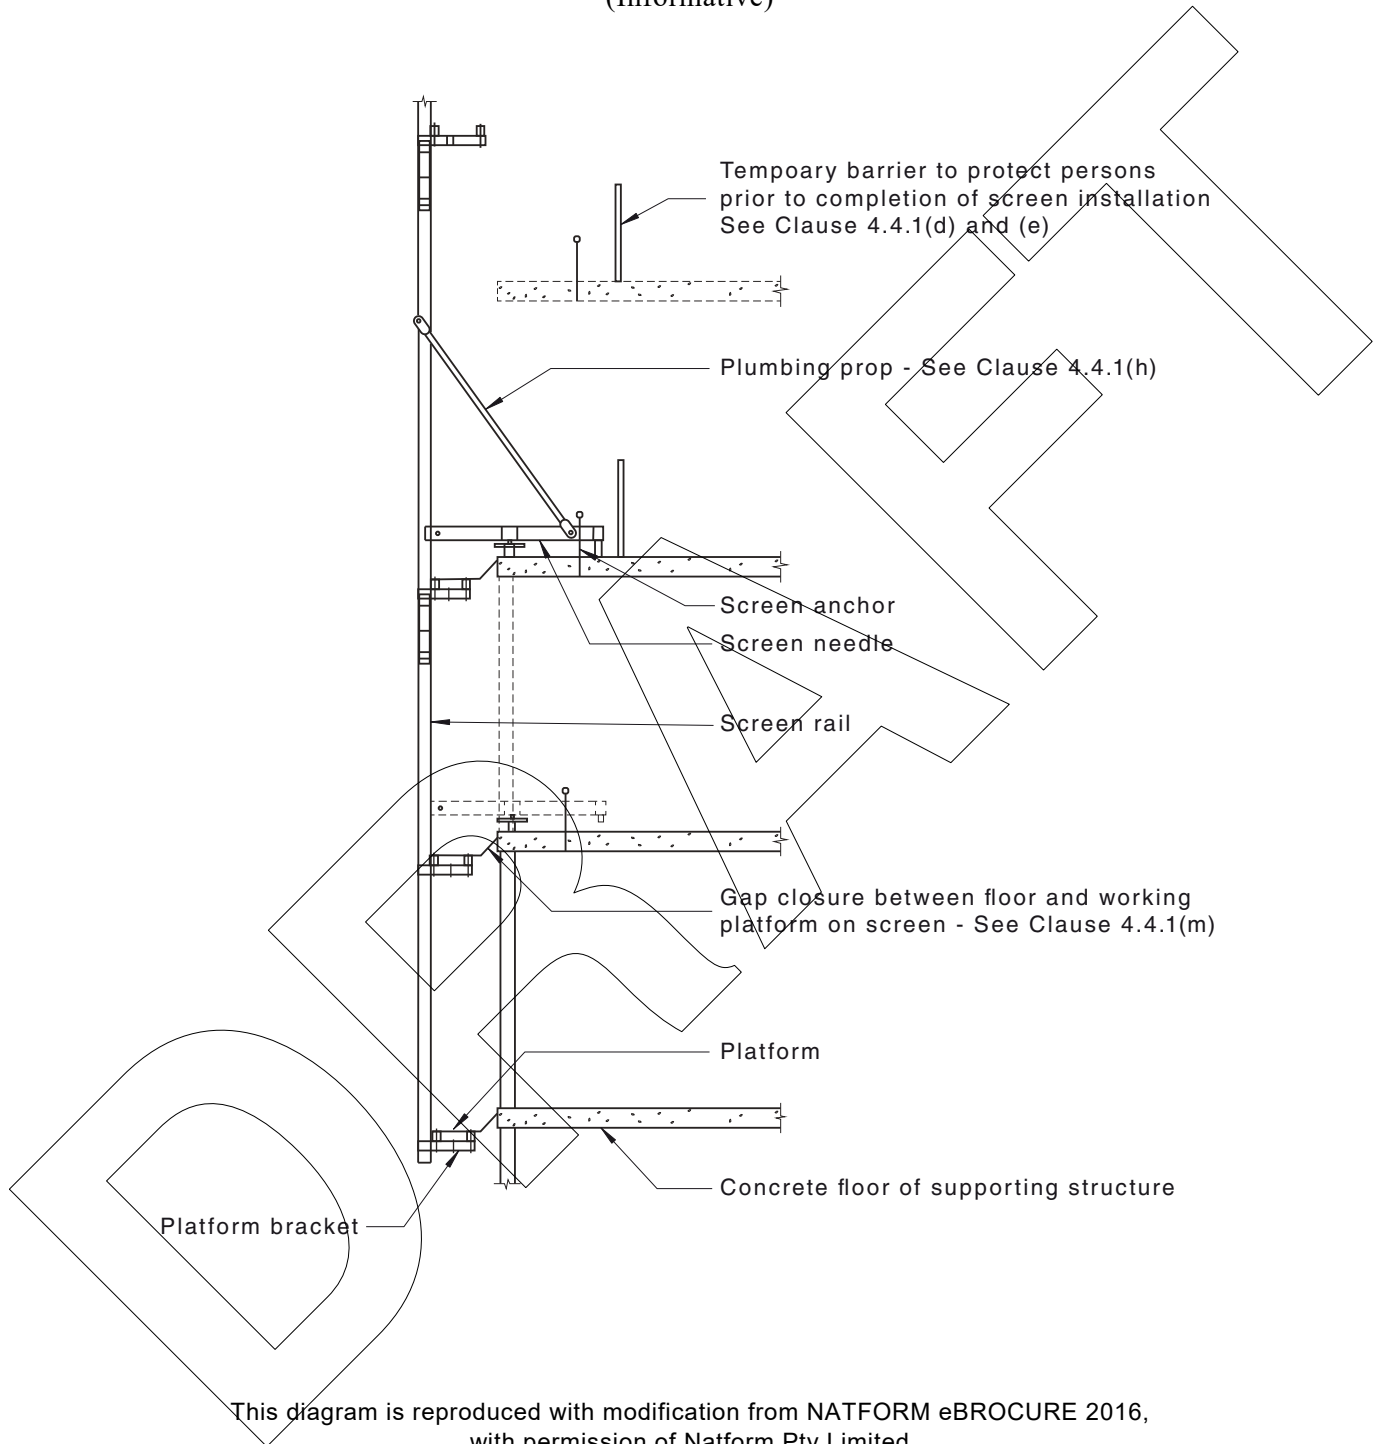 (Informative)
Tempoary barrier to protect persons
prior to completion of screen installation
See Clause 4.4.1(d) and (e)
Plumbing prop - See Clause 4.4.1(h)
Screen anchor
Screen needle
Screen rail
Gap closure between floor and working
platform on screen - See Clause 4.4.1(m)
Platform
Concrete floor of supporting structure
Platform bracket
DRAFT
This diagram is reproduced with modification from NATFORM eBROCURE 2016,
with permission of Natform Pty Limited